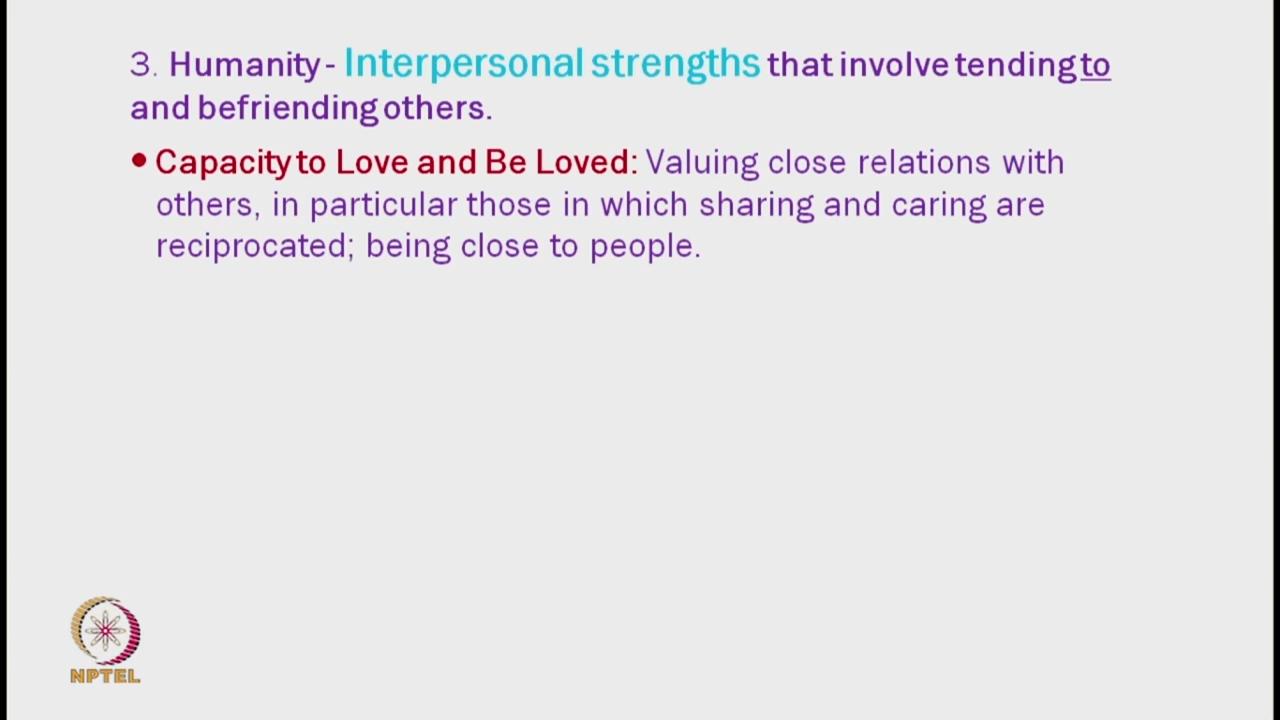 3. Humanity - Interpersonal strengths that involve tending to
and befriending others.
• Capacity to Love and Be Loved: Valuing close relations with
others, in particular those in which sharing and caring are
reciprocated; being close to people.
NPTEL